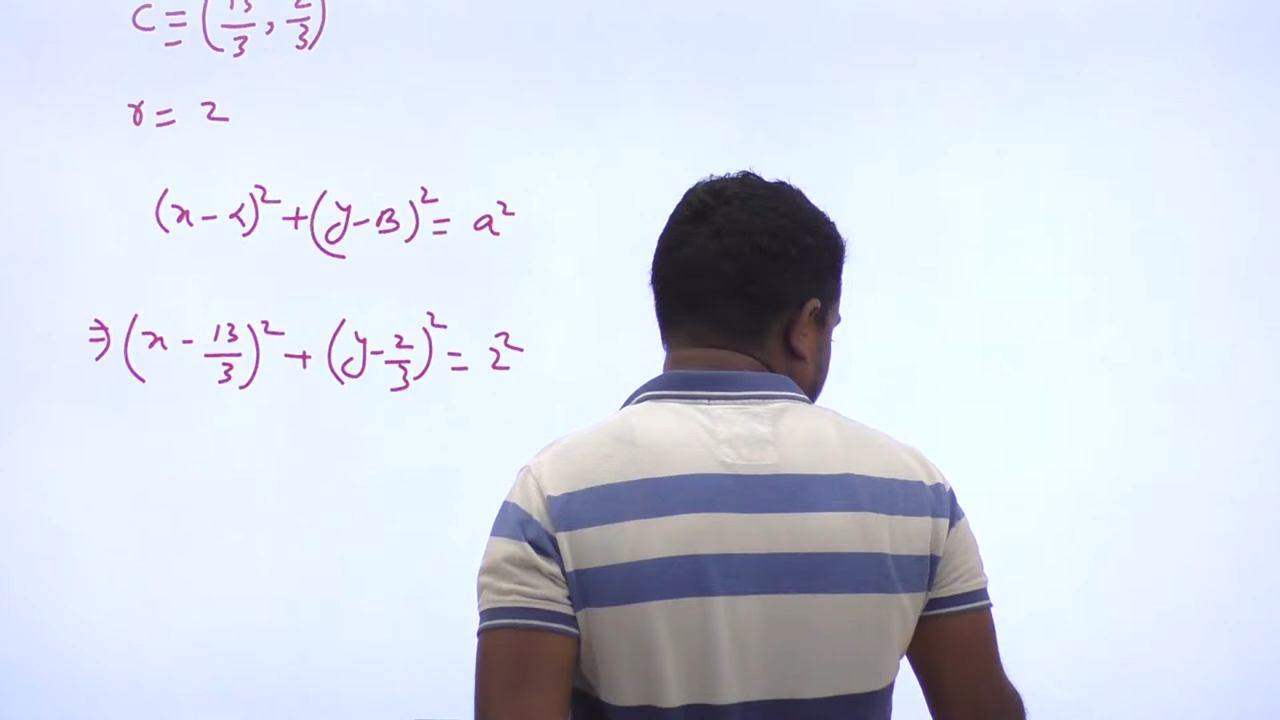 C ≡ (13/3, 2/3)
r = 2
(x - α)² + (y - B)² = a²
⇒ (x - 13/3)² + (y - 2/3)² = 2²